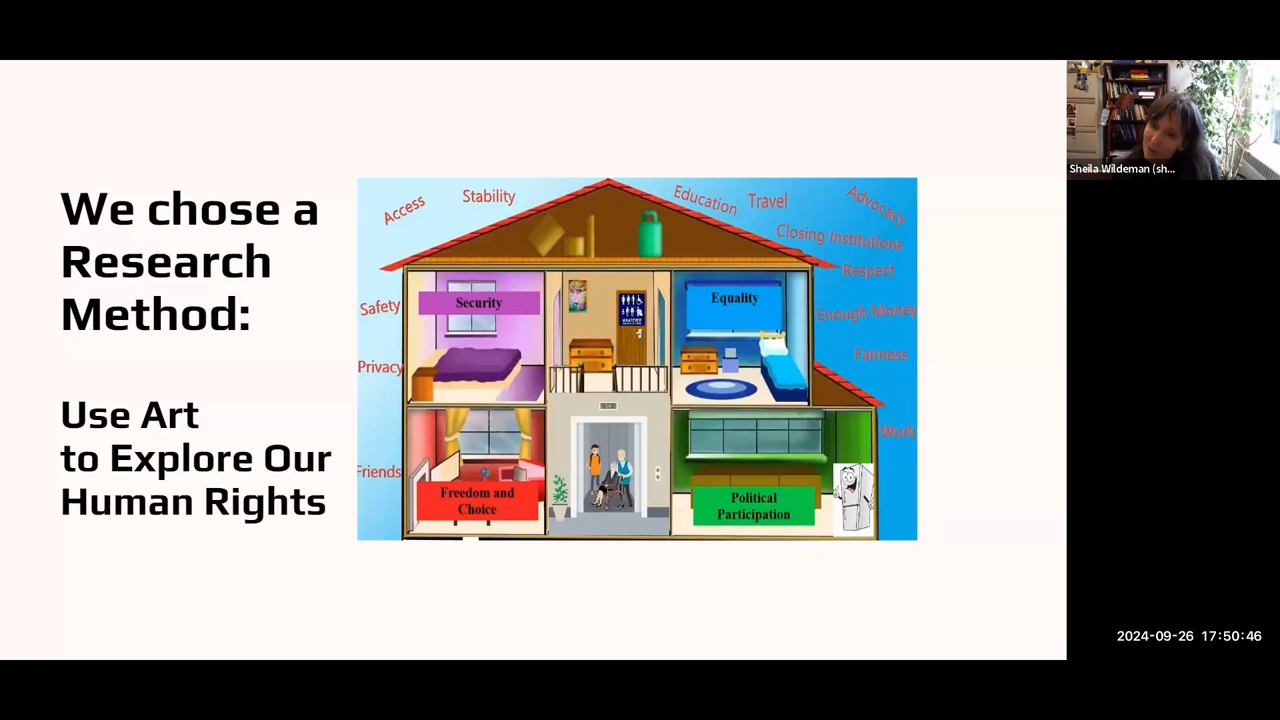 We chose a
Research
Method:
Use Art
to Explore Our
Human Rights
Access
Stability
Education
Travel
Advocacy
Closing Institutions
Respect
Safety
Enough Money
Fairness
Privacy
Work
Friends
Security
Equality
Freedom and
Choice
Political
Participation
Sheila Wildeman (sh...
2024-09-26 17:50:46